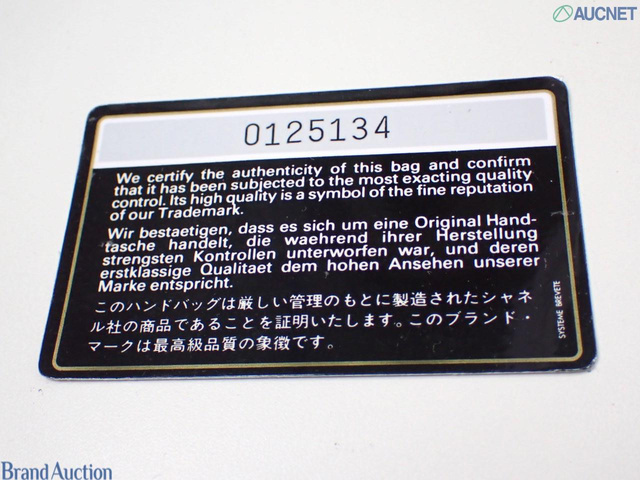 AUCNET
0125134
We certify the authenticity of this bag and confirm
that it has been subjected to the most exacting quality
control. Its high quality is a symbol of the fine reputation
of our Trademark.
Wir bestaetigen, dass es sich um eine Original Hand-
tasche handelt, die waehrend ihrer Herstellung
strengsten Kontrollen unterworfen war, und deren
erstklassige Qualitaet dem hohen Ansehen unserer
Marke entspricht.
このハンドバッグは厳しい管理のもとに製造されたシャネ
ル社の商品であることを証明いたします。このブランド・
マークは最高級品質の象徴です。
SYSTEME BREVETE
Brand Auction